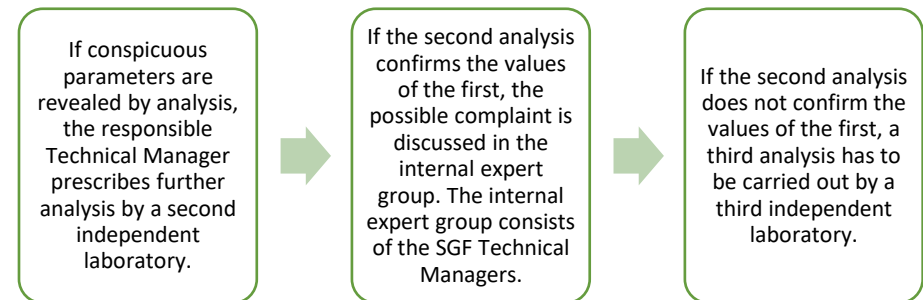 If conspicuous
parameters are
revealed by analysis,
the responsible
Technical Manager
prescribes further
analysis by a second
independent
laboratory.
If the second analysis
confirms the values
of the first, the
possible complaint is
discussed in the
internal expert
group. The internal
expert group consists
of the SGF Technical
Managers.
If the second analysis
does not confirm the
values of the first, a
third analysis has to
be carried out by a
third independent
laboratory.